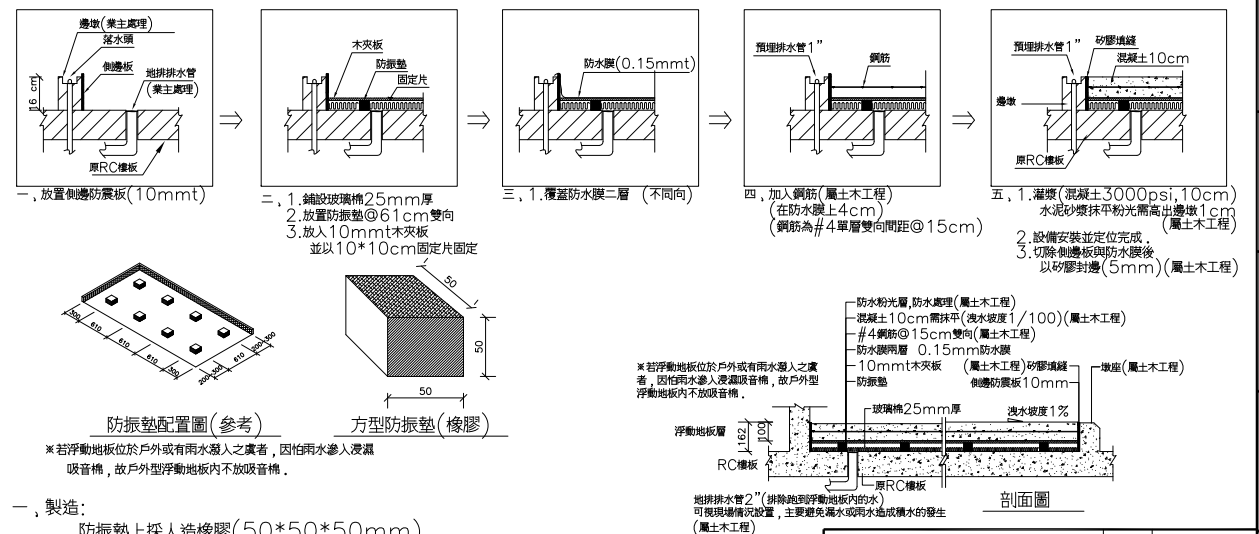 邊墩(業主處理)
落水頭
側邊板
地排排水管
(業主處理)
16 cm
原RC樓板
一、放置側邊防震板(10mmt)
木夾板
防振墊
固定片
二、1.鋪設玻璃棉25mm厚
2.放置防振墊@61cm雙向
3.放入10mmt木夾板
並以10*10cm固定片固定
防水膜(0.15mmt)
三、1.覆蓋防水膜二層 (不同向)
預埋排水管1"
鋼筋
四、加入鋼筋(屬土木工程)
(在防水膜上4cm)
(鋼筋為#4單層雙向間距@15cm)
預埋排水管1"
矽膠填縫
混凝土10cm
邊墩
原RC樓板
五、1.灌漿(混凝土3000psi,10cm)
水泥砂漿抹平粉光需高出邊墩1cm
(屬土木工程)
2.設備安裝並定位完成.
3.切除側邊板與防水膜後
以矽膠封邊(5mm)(屬土木工程)
300
610
610
610
300
200
300
610
200
300
防振墊配置圖(參考)
50
50
50
方型防振墊(橡膠)
※若浮動地板位於戶外或有雨水潑入之虞者,因怕雨水滲入浸濕
吸音棉,故戶外型浮動地板內不放吸音棉.
一、製造:
防振墊上採人造橡膠(50*50*50mm)
防水粉光層,防水處理(屬土木工程)
混凝土10cm需抹平(洩水坡度1/100)(屬土木工程)
#4鋼筋@15cm雙向(屬土木工程)
防水膜兩層 0.15mm防水膜
10mmt木夾板
(屬土木工程)矽膠填縫
墩座(屬土木工程)
防振墊
側邊防震板10mm
※若浮動地板位於戶外或有雨水潑入之虞
者,因怕雨水滲入浸濕吸音棉,故戶外型
浮動地板內不放吸音棉.
玻璃棉25mm厚
洩水坡度1%
浮動地板層
162
100
RC樓板
原RC樓板
剖面圖
地排排水管2"(排除跑到浮動地板內的水)
可視現場情況設置,主要避免漏水或雨水造成積水的發生
(屬土木工程)